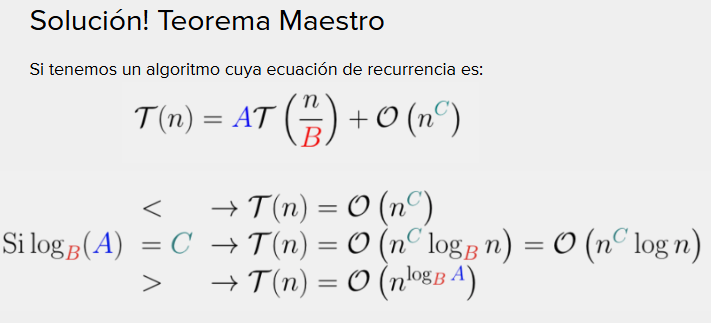 Solución! Teorema Maestro
Si tenemos un algoritmo cuya ecuación de recurrencia es:
𝒯(n) = A𝒯(n/B) + 𝒪(n^C)
< → 𝒯(n) = 𝒪(n^C)
Si log_B(A) = C → 𝒯(n) = 𝒪(n^C log_B n) = 𝒪(n^C log n)
> → 𝒯(n) = 𝒪(n^{log_B A})